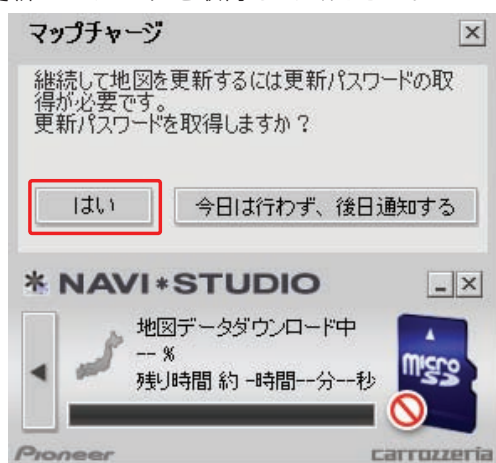 マップチャージ
継続して地図を更新するには更新パスワードの取
得が必要です。
更新パスワードを取得しますか?
はい
今日は行わず、後日通知する
NAVI*STUDIO
地図データダウンロード中
-- %
残り時間 約 -時間--分--秒
micro
SS
Pioneer
carrozzeria